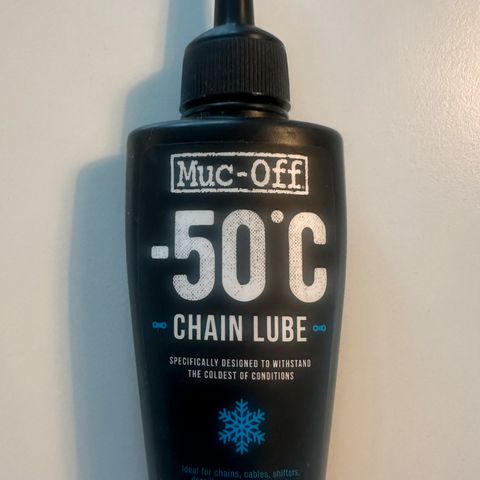 Muc-Off
-50°C
CHAIN LUBE
SPECIFICALLY DESIGNED TO WITHSTAND
THE COLDEST OF CONDITIONS
Ideal for chains, cables, shifters,